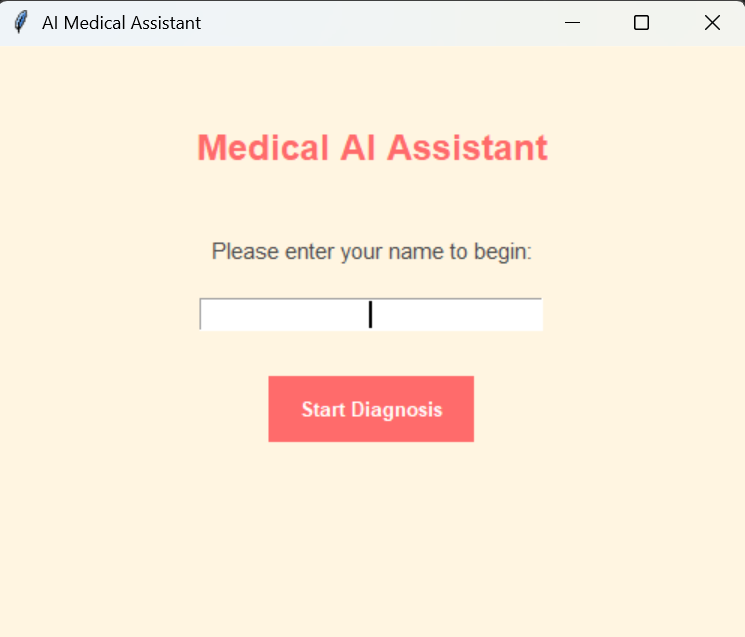 AI Medical Assistant
Medical AI Assistant
Please enter your name to begin:
Start Diagnosis